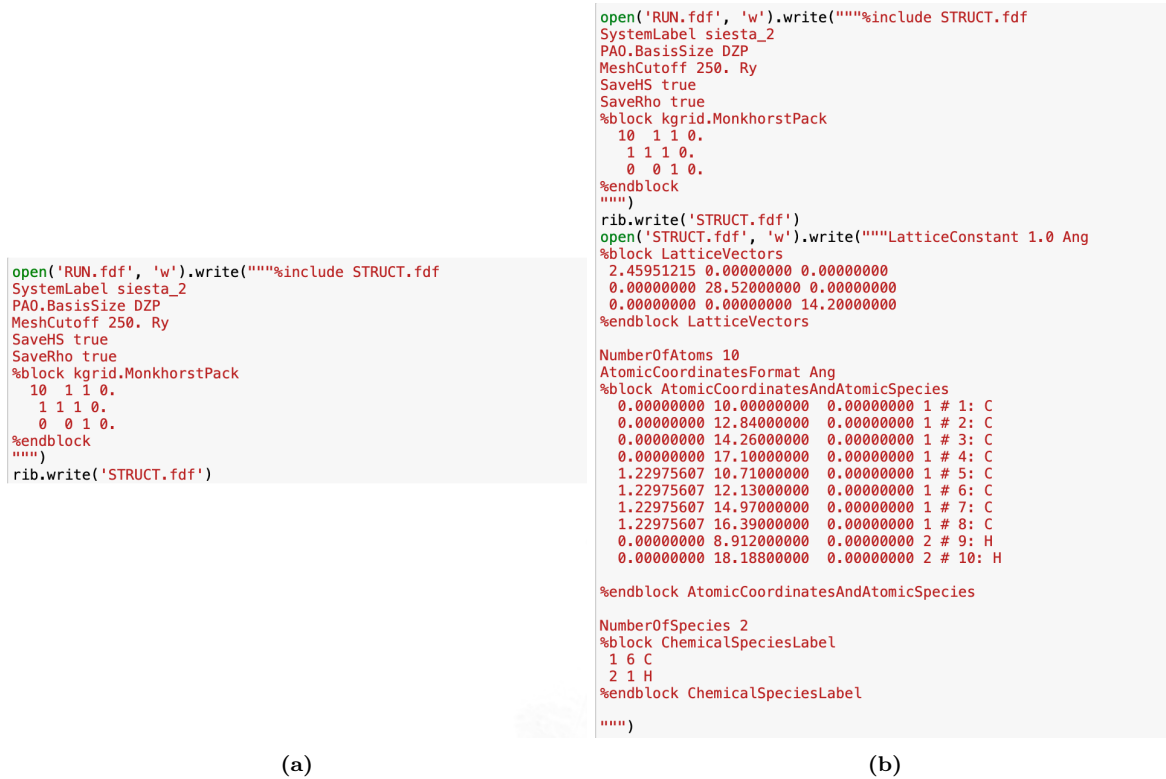 open('RUN.fdf', 'w').write("""%include STRUCT.fdf
SystemLabel siesta_2
PAO.BasisSize DZP
MeshCutoff 250. Ry
SaveHS true
SaveRho true
%block kgrid.MonkhorstPack
  10  1 1 0.
   1 1 1 0.
   0  0 1 0.
%endblock
""")
rib.write('STRUCT.fdf')
(a)
open('RUN.fdf', 'w').write("""%include STRUCT.fdf
SystemLabel siesta_2
PAO.BasisSize DZP
MeshCutoff 250. Ry
SaveHS true
SaveRho true
%block kgrid.MonkhorstPack
  10  1 1 0.
   1 1 1 0.
   0  0 1 0.
%endblock
""")
rib.write('STRUCT.fdf')
open('STRUCT.fdf', 'w').write("""LatticeConstant 1.0 Ang
%block LatticeVectors
 2.45951215 0.00000000 0.00000000
 0.00000000 28.52000000 0.00000000
 0.00000000 0.00000000 14.20000000
%endblock LatticeVectors
NumberOfAtoms 10
AtomicCoordinatesFormat Ang
%block AtomicCoordinatesAndAtomicSpecies
  0.00000000 10.00000000  0.00000000 1 # 1: C
  0.00000000 12.84000000  0.00000000 1 # 2: C
  0.00000000 14.26000000  0.00000000 1 # 3: C
  0.00000000 17.10000000  0.00000000 1 # 4: C
  1.22975607 10.71000000  0.00000000 1 # 5: C
  1.22975607 12.13000000  0.00000000 1 # 6: C
  1.22975607 14.97000000  0.00000000 1 # 7: C
  1.22975607 16.39000000  0.00000000 1 # 8: C
  0.00000000 8.912000000  0.00000000 2 # 9: H
  0.00000000 18.18800000  0.00000000 2 # 10: H
%endblock AtomicCoordinatesAndAtomicSpecies
NumberOfSpecies 2
%block ChemicalSpeciesLabel
 1 6 C
 2 1 H
%endblock ChemicalSpeciesLabel
""")
(b)